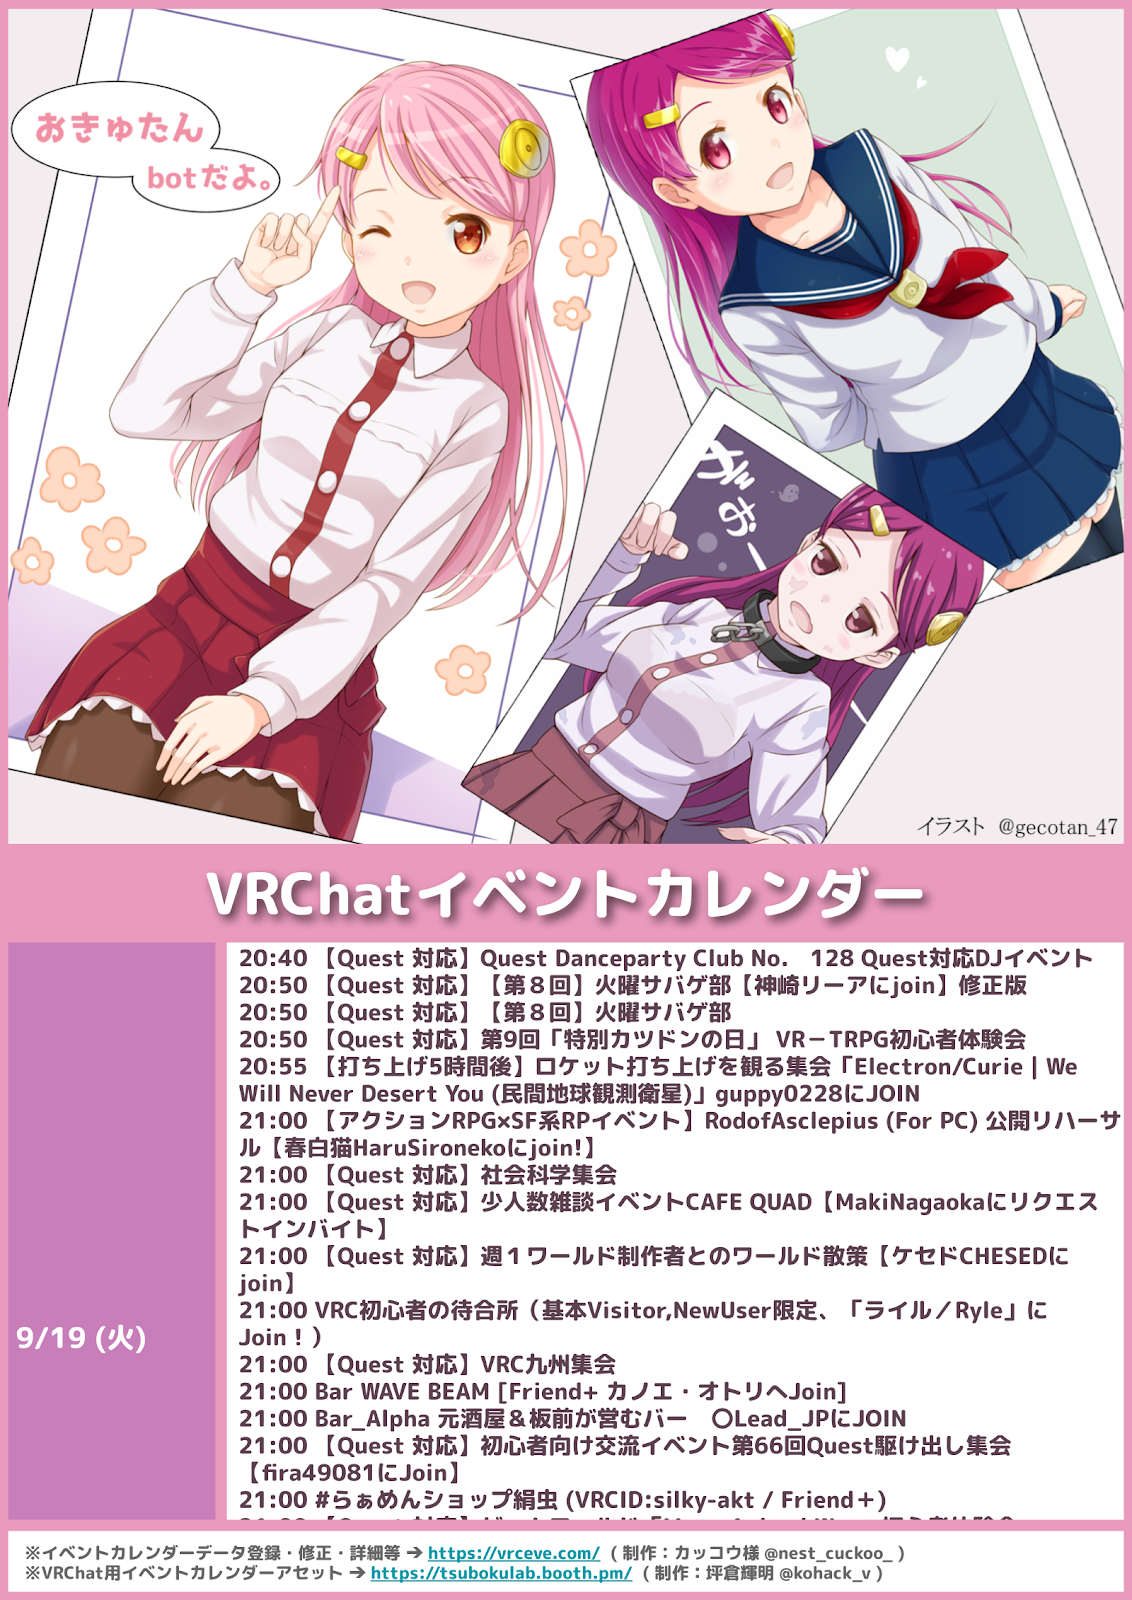 おきゅたん
botだよ。
がおー
イラスト @gecotan_47
VRChatイベントカレンダー
9/19 (火)
20:40 【Quest 対応】Quest Danceparty Club No. 128 Quest対応DJイベント
20:50 【Quest 対応】【第８回】火曜サバゲ部【神崎リーアにjoin】修正版
20:50 【Quest 対応】【第８回】火曜サバゲ部
20:50 【Quest 対応】第9回「特別カツドンの日」 VR－TRPG初心者体験会
20:55 【打ち上げ5時間後】ロケット打ち上げを観る集会「Electron/Curie | We
Will Never Desert You (民間地球観測衛星)」guppy0228にJOIN
21:00 【アクションRPG×SF系RPイベント】RodofAsclepius (For PC) 公開リハーサ
ル【春白猫HaruSironekoにjoin!】
21:00 【Quest 対応】社会科学集会
21:00 【Quest 対応】少人数雑談イベントCAFE QUAD【MakiNagaokaにリクエス
トインバイト】
21:00 【Quest 対応】週１ワールド制作者とのワールド散策【ケセドCHESEDに
join】
21:00 VRC初心者の待合所（基本Visitor,NewUser限定、「ライル／Ryle」に
Join！）
21:00 【Quest 対応】VRC九州集会
21:00 Bar WAVE BEAM [Friend+ カノエ・オトリへJoin]
21:00 Bar_Alpha 元酒屋＆板前が営むバー　〇Lead_JPにJOIN
21:00 【Quest 対応】初心者向け交流イベント第66回Quest駆け出し集会
【fira49081にJoin】
21:00 #らぁめんショップ絹虫 (VRCID:silky-akt / Friend＋)
※イベントカレンダーデータ登録・修正・詳細等 ➔ https://vrceve.com/ ( 制作：カッコウ様 @nest_cuckoo_ )
※VRChat用イベントカレンダーアセット ➔ https://tsubokulab.booth.pm/ ( 制作：坪倉輝明 @kohack_v )